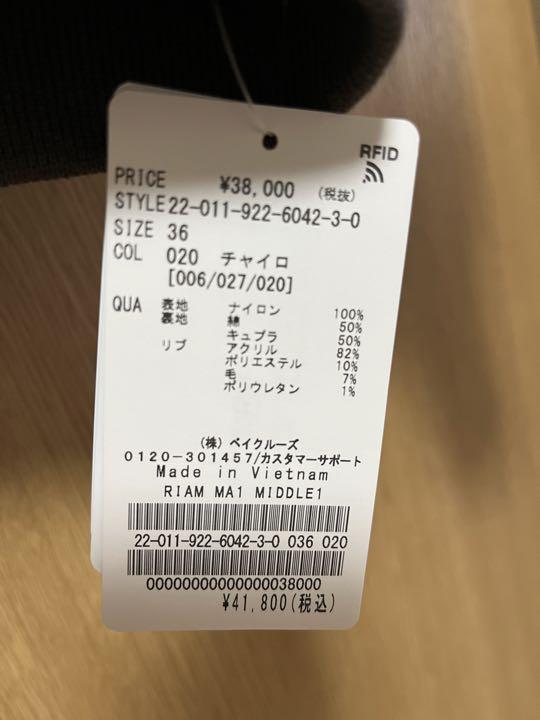 RFID
PRICE ¥38,000 (税抜)
STYLE 22-011-922-6042-3-0
SIZE 36
COL 020 チャイロ
[006/027/020]
QUA 表地 ナイロン 100%
裏地 綿 50%
キュプラ 50%
リブ アクリル 82%
ポリエステル 10%
毛 7%
ポリウレタン 1%
(株) ベイクルーズ
0120-301457/カスタマーサポート
Made in Vietnam
RIAM MA1 MIDDLE1
22-011-922-6042-3-0 036 020
00000000000000038000
¥41,800(税込)